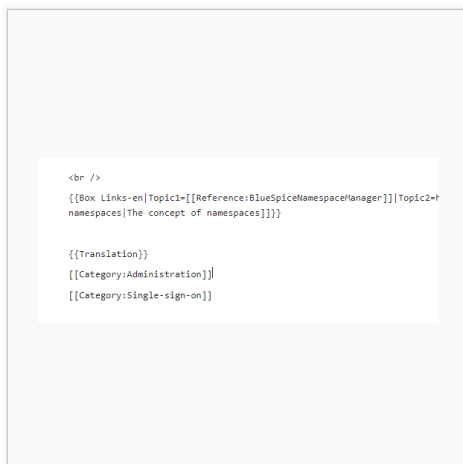 <br />
{{Box Links-en|Topic1=[[Reference:BlueSpiceNamespaceManager]]|Topic2=
namespaces|The concept of namespaces]]}}
{{Translation}}
[[Category:Administration]]
[[Category:Single-sign-on]]